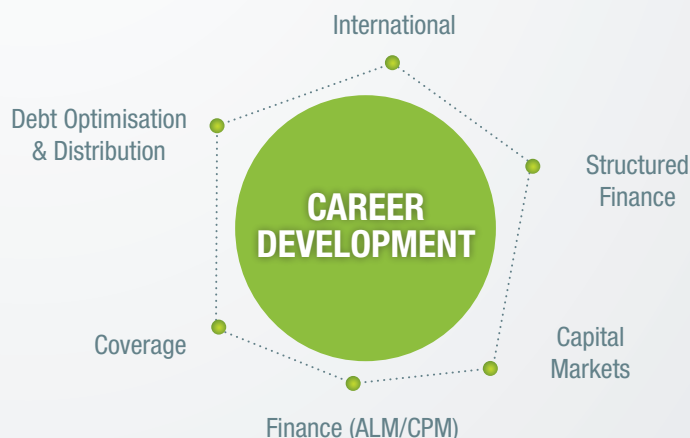 International
Debt Optimisation
& Distribution
Structured
Finance
CAREER
DEVELOPMENT
Coverage
Capital
Markets
Finance (ALM/CPM)